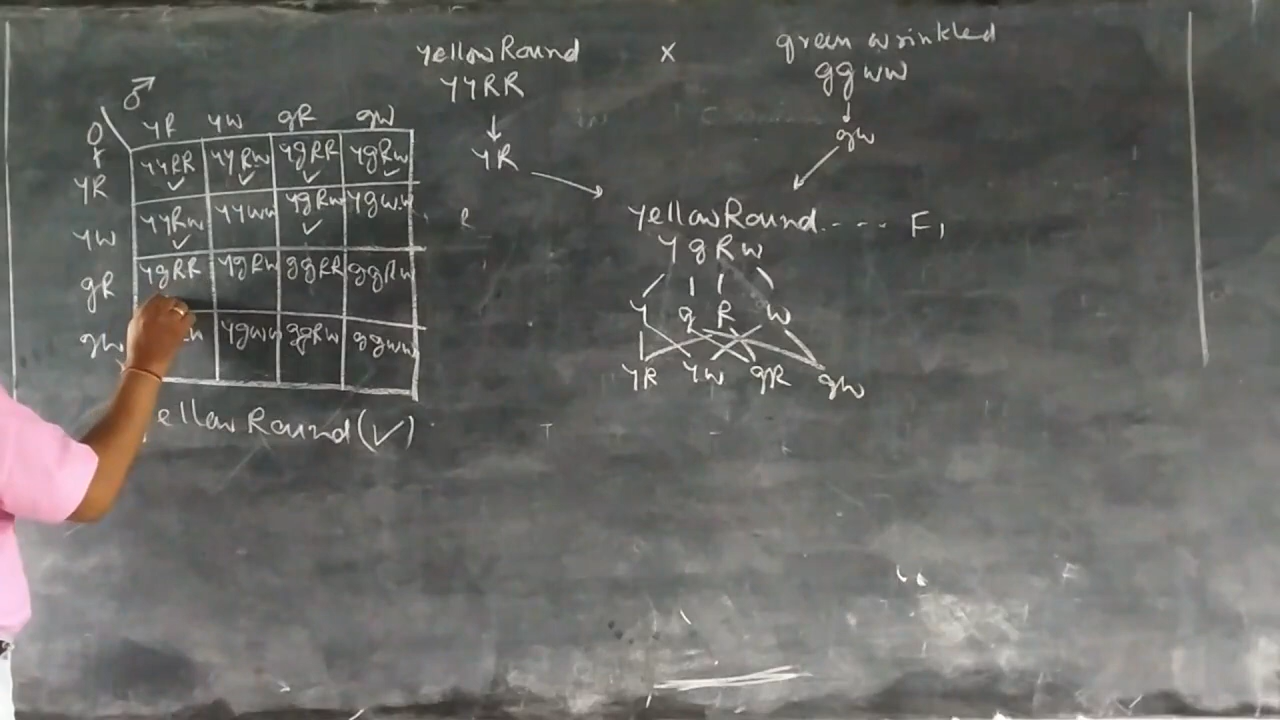 yellow Round x green wrinkled
yyRR ggww
yR gw
yellow Round..... F1
ygRw
y g R w
yR yw gR gw
♂
♀
yR yw gR gw
yR yyRR ✓ yyRw ✓ ygRR ✓ ygRw ✓
yw yyRw ✓ yyww ygRw ✓ ygww
gR ygRR ygRw ggRR ggRw
gw ygww ggRw ggww
yellow Round (✓)